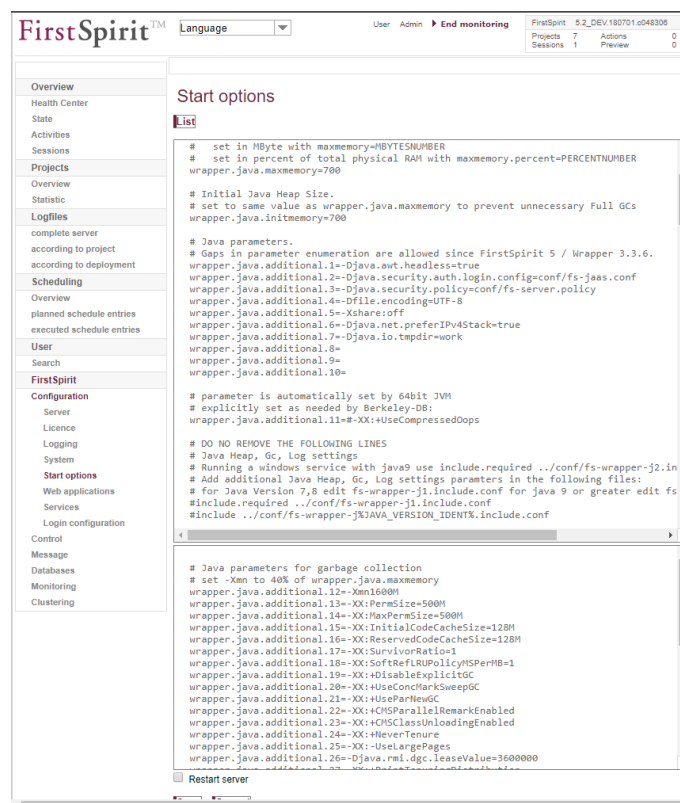 FirstSpirit™
Language
User Admin End monitoring
FirstSpirit 5.2_DEV.180701.c048306
Projects 7 Actions 0
Sessions 1 Preview 0
Overview
Health Center
State
Activities
Sessions
Projects
Overview
Statistic
Logfiles
complete server
according to project
according to deployment
Scheduling
Overview
planned schedule entries
executed schedule entries
User
Search
FirstSpirit
Configuration
Server
Licence
Logging
System
Start options
Web applications
Services
Login configuration
Control
Message
Databases
Monitoring
Clustering
Start options
List
#   set in MByte with maxmemory=MBYTESNUMBER
#   set in percent of total physical RAM with maxmemory.percent=PERCENTNUMBER
wrapper.java.maxmemory=700
# Initial Java Heap Size.
# set to same value as wrapper.java.maxmemory to prevent unnecessary Full GCs
wrapper.java.initmemory=700
# Java parameters.
# Gaps in parameter enumeration are allowed since FirstSpirit 5 / Wrapper 3.3.6.
wrapper.java.additional.1=-Djava.awt.headless=true
wrapper.java.additional.2=-Djava.security.auth.login.config=conf/fs-jaas.conf
wrapper.java.additional.3=-Djava.security.policy=conf/fs-server.policy
wrapper.java.additional.4=-Dfile.encoding=UTF-8
wrapper.java.additional.5=-Xshare:off
wrapper.java.additional.6=-Djava.net.preferIPv4Stack=true
wrapper.java.additional.7=-Djava.io.tmpdir=work
wrapper.java.additional.8=
wrapper.java.additional.9=
wrapper.java.additional.10=
# parameter is automatically set by 64bit JVM
# explicitly set as needed by Berkeley-DB:
wrapper.java.additional.11=#-XX:+UseCompressedOops
# DO NO REMOVE THE FOLLOWING LINES
# Java Heap, Gc, Log settings
# Running a windows service with java9 use include.required ../conf/fs-wrapper-j2.in
# Add additional Java Heap, Gc, Log settings paramters in the following files:
# for Java Version 7,8 edit fs-wrapper-j1.include.conf for java 9 or greater edit fs
#include.required ../conf/fs-wrapper-j1.include.conf
#include ../conf/fs-wrapper-j%JAVA_VERSION_IDENT%.include.conf
# Java parameters for garbage collection
# set -Xmn to 40% of wrapper.java.maxmemory
wrapper.java.additional.12=-Xmn1600M
wrapper.java.additional.13=-XX:PermSize=500M
wrapper.java.additional.14=-XX:MaxPermSize=500M
wrapper.java.additional.15=-XX:InitialCodeCacheSize=128M
wrapper.java.additional.16=-XX:ReservedCodeCacheSize=128M
wrapper.java.additional.17=-XX:SurvivorRatio=1
wrapper.java.additional.18=-XX:SoftRefLRUPolicyMSPerMB=1
wrapper.java.additional.19=-XX:+DisableExplicitGC
wrapper.java.additional.20=-XX:+UseConcMarkSweepGC
wrapper.java.additional.21=-XX:+UseParNewGC
wrapper.java.additional.22=-XX:+CMSParallelRemarkEnabled
wrapper.java.additional.23=-XX:+CMSClassUnloadingEnabled
wrapper.java.additional.24=-XX:+NeverTenure
wrapper.java.additional.25=-XX:-UseLargePages
wrapper.java.additional.26=-Djava.rmi.dgc.leaseValue=3600000
Restart server